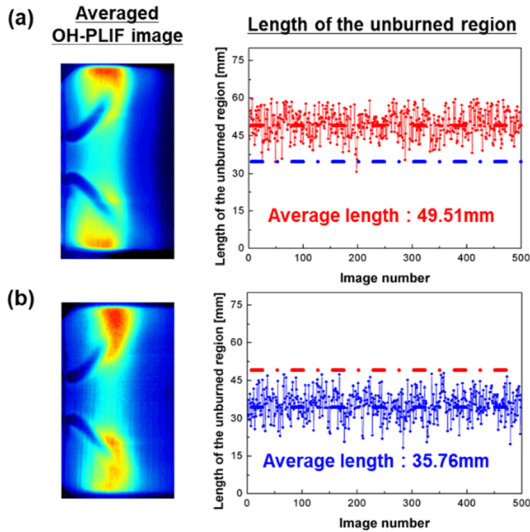 (a)
Averaged
OH-PLIF image
Length of the unburned region
Length of the unburned region [mm]
75
60
45
30
15
0
Average length : 49.51mm
0 100 200 300 400 500
Image number
(b)
Length of the unburned region [mm]
75
60
45
30
15
0
Average length : 35.76mm
0 100 200 300 400 500
Image number